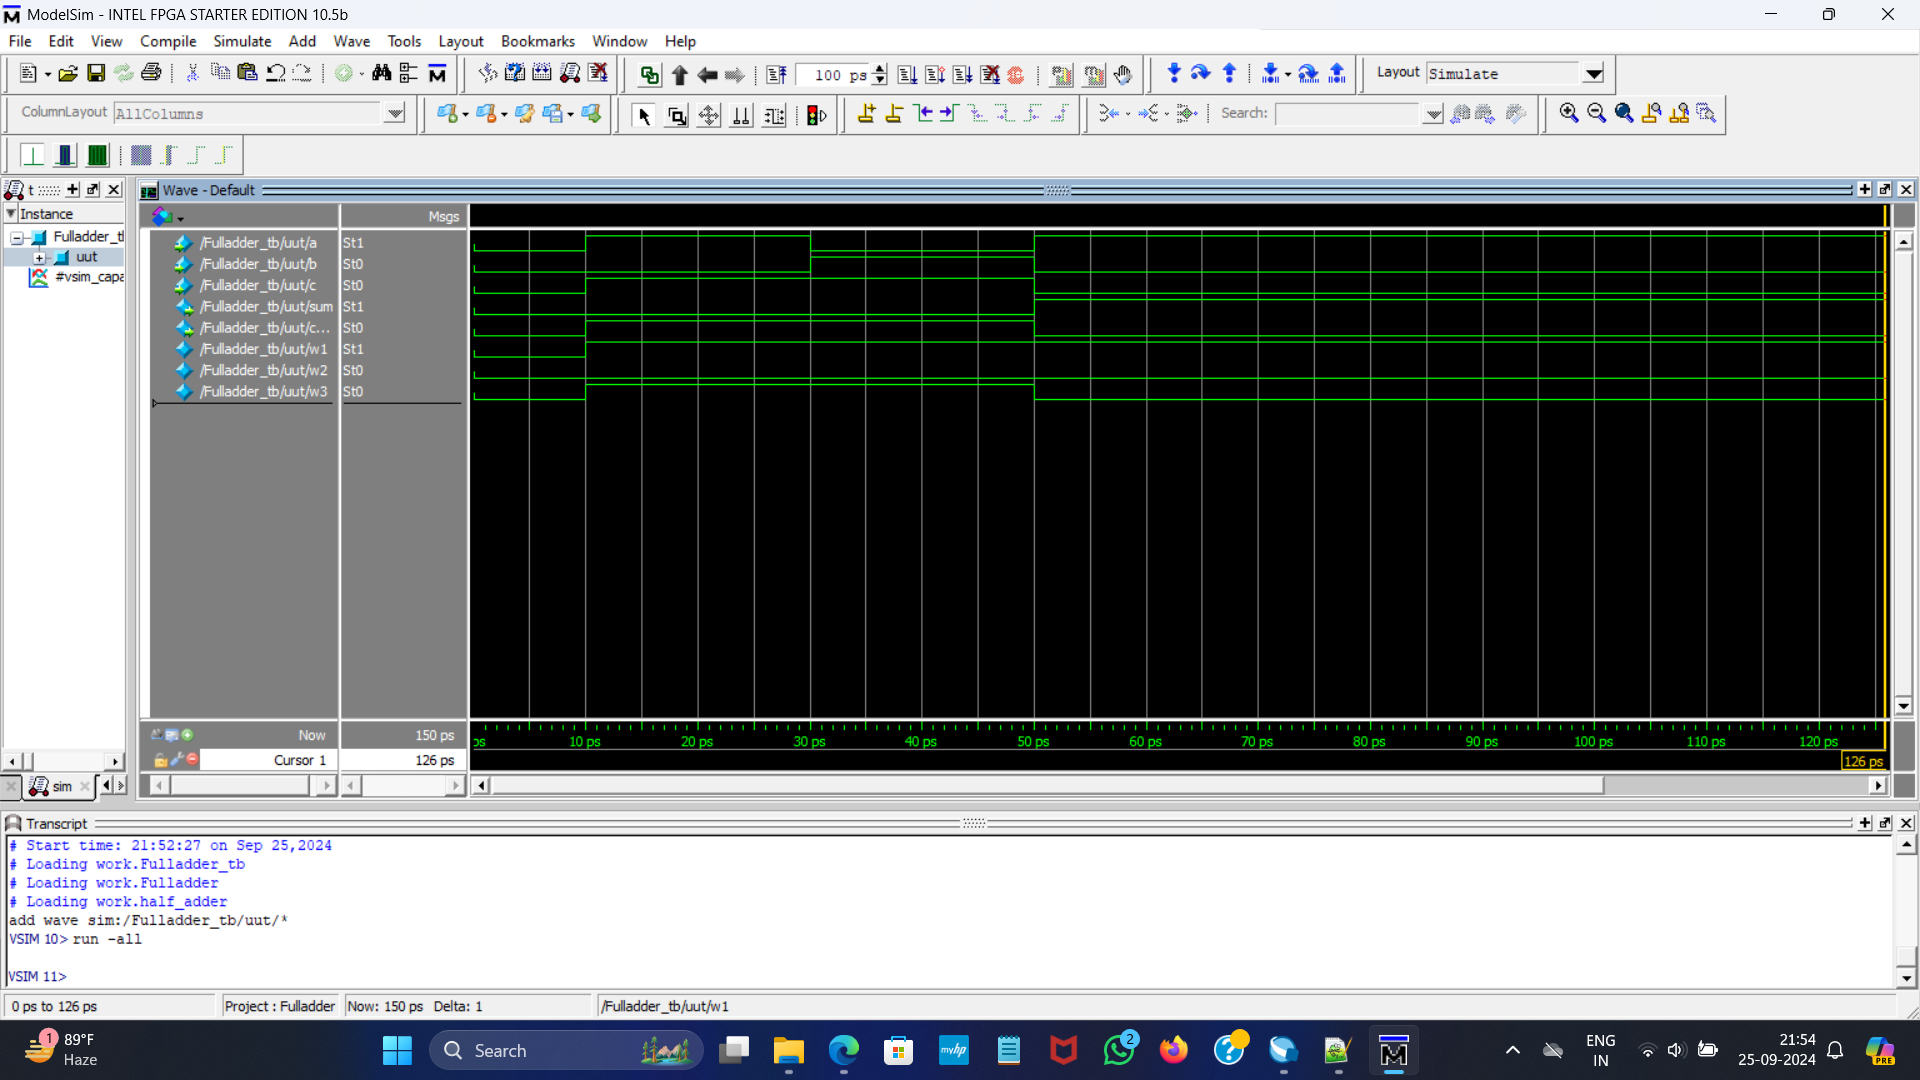 ModelSim - INTEL FPGA STARTER EDITION 10.5b
File Edit View Compile Simulate Add Wave Tools Layout Bookmarks Window Help
100 ps
Layout Simulate
ColumnLayout AllColumns
Search:
t
Wave - Default
Instance
Msgs
Fulladder_tl
uut
#vsim_capa
/Fulladder_tb/uut/a St1
/Fulladder_tb/uut/b St0
/Fulladder_tb/uut/c St0
/Fulladder_tb/uut/sum St1
/Fulladder_tb/uut/c... St0
/Fulladder_tb/uut/w1 St1
/Fulladder_tb/uut/w2 St0
/Fulladder_tb/uut/w3 St0
Now 150 ps
ps 10 ps 20 ps 30 ps 40 ps 50 ps 60 ps 70 ps 80 ps 90 ps 100 ps 110 ps 120 ps
Cursor 1 126 ps
126 ps
sim
Transcript
# Start time: 21:52:27 on Sep 25,2024
# Loading work.Fulladder_tb
# Loading work.Fulladder
# Loading work.half_adder
add wave sim:/Fulladder_tb/uut/*
VSIM 10> run -all
VSIM 11>
0 ps to 126 ps Project : Fulladder Now: 150 ps Delta: 1 /Fulladder_tb/uut/w1
1
89°F
Haze
Search
myhp
2
ENG
IN
21:54
25-09-2024
PRE